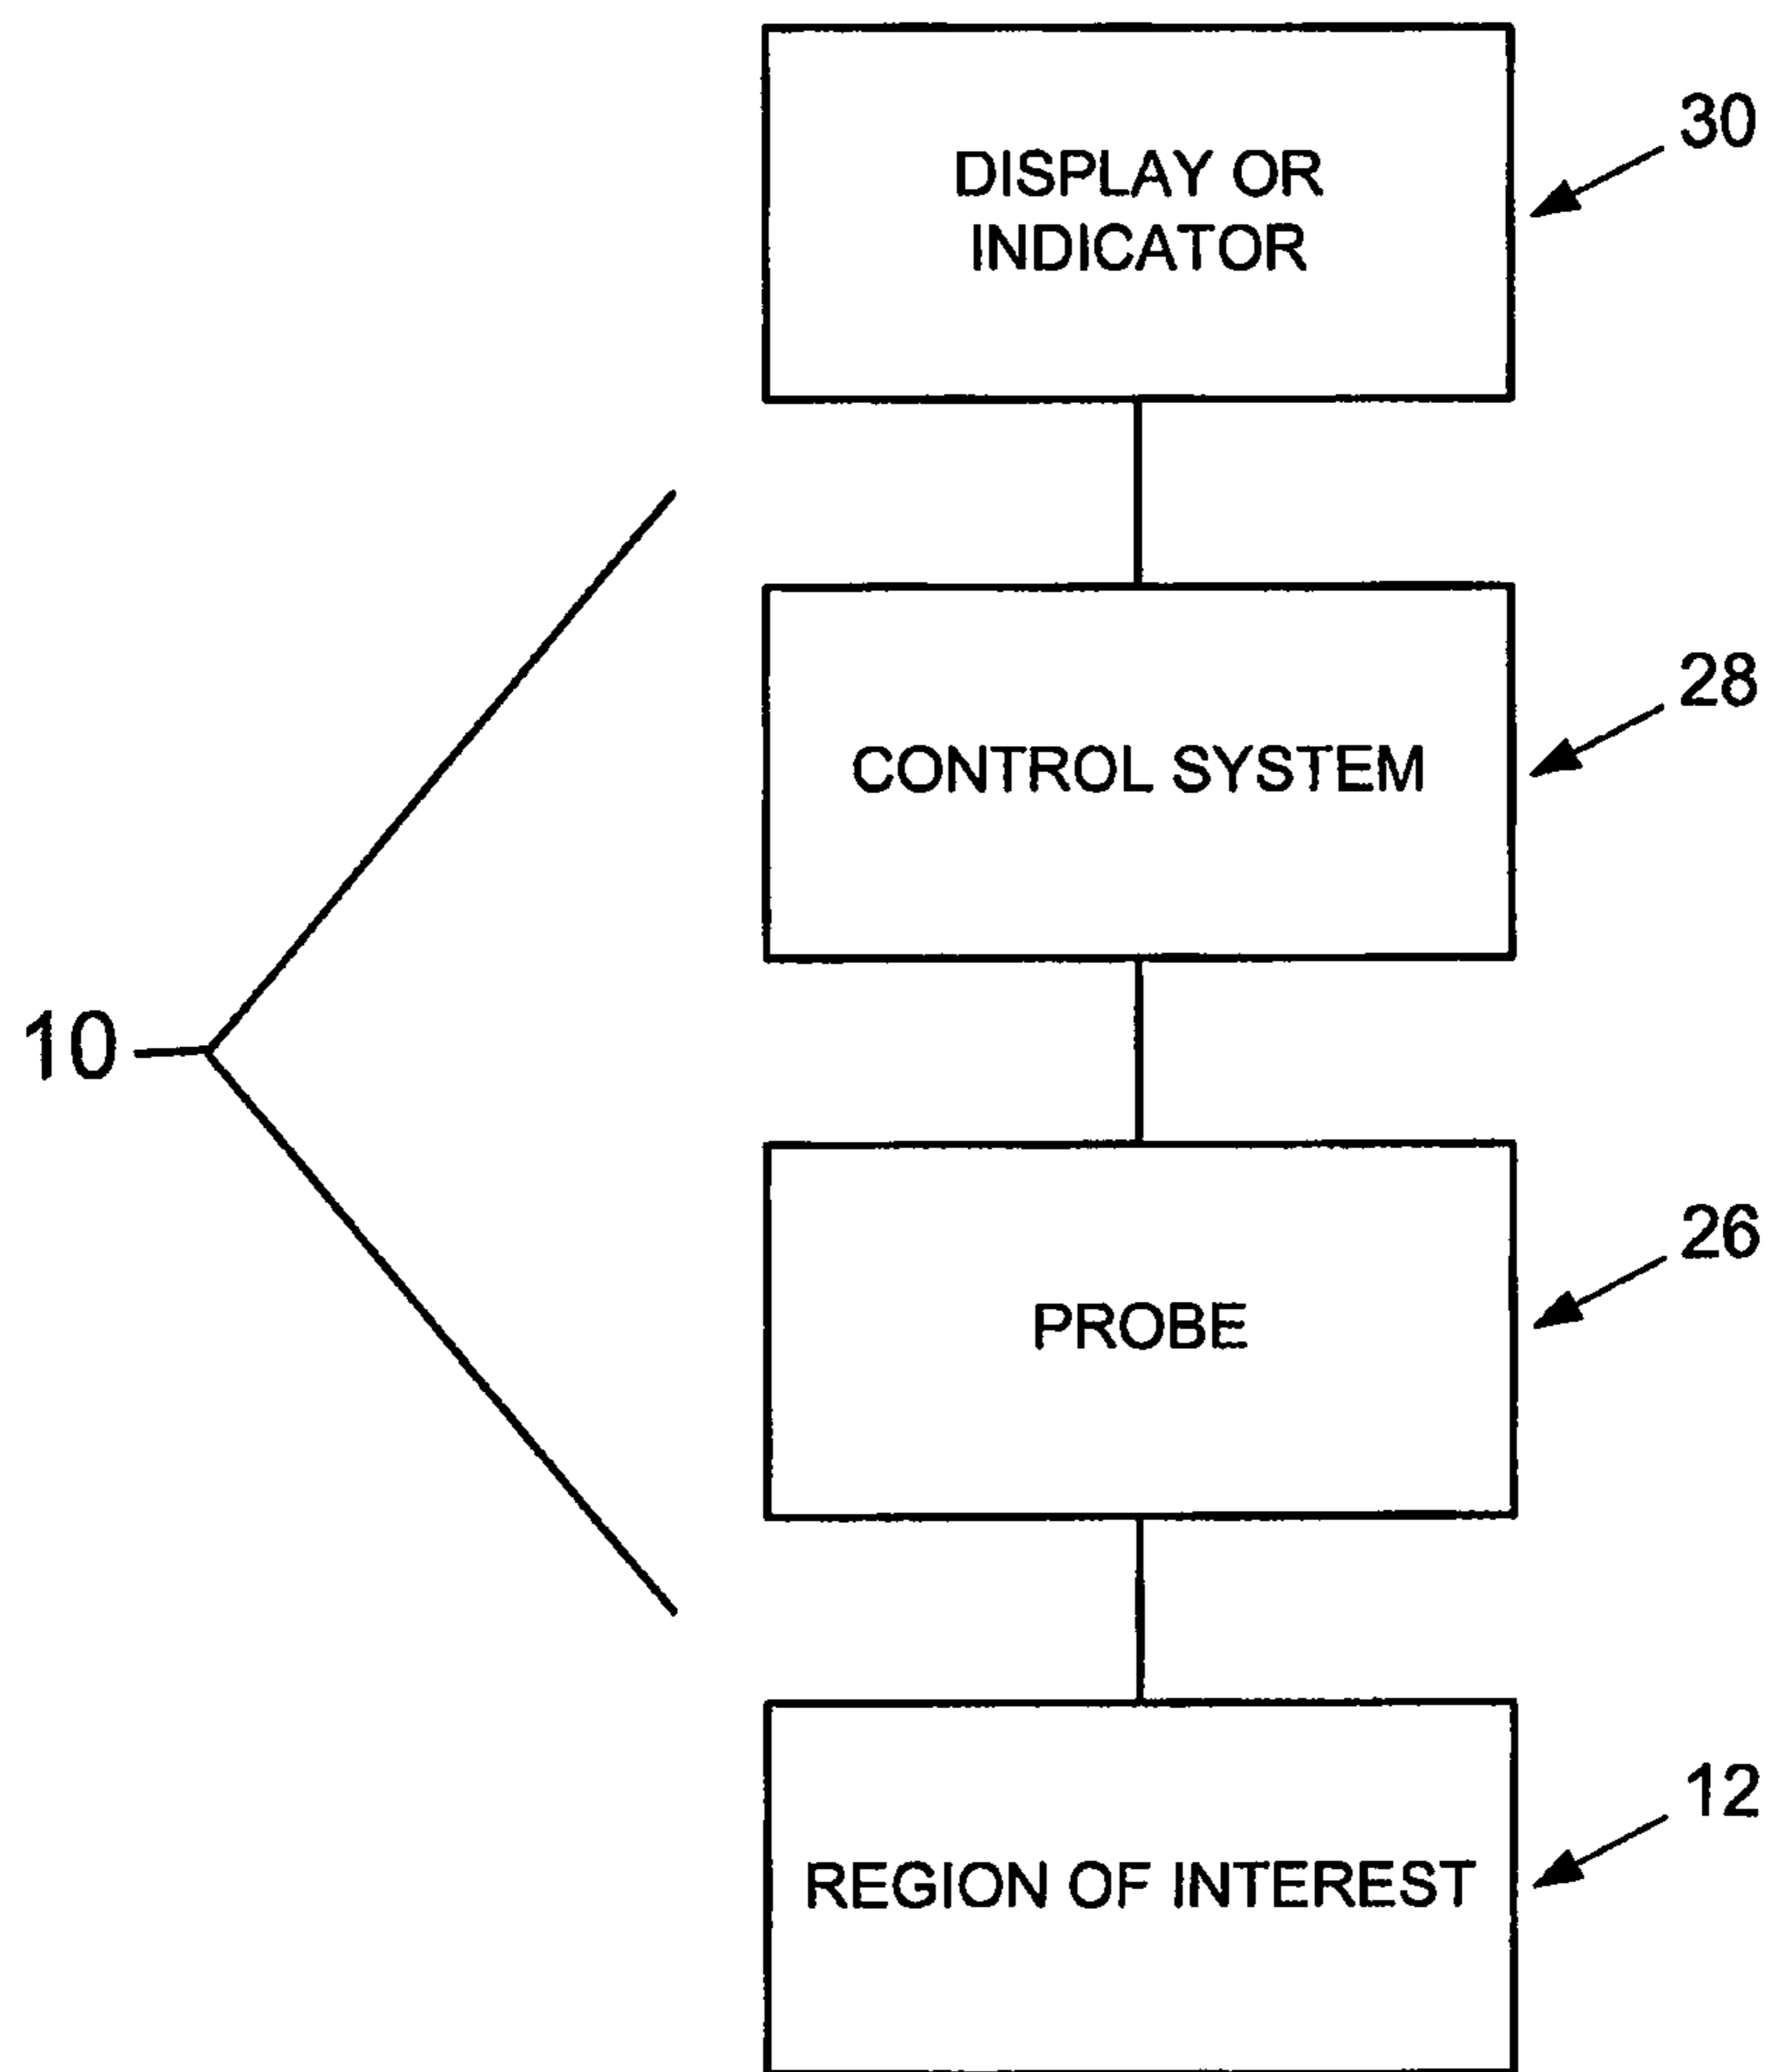 30
DISPLAY OR
INDICATOR
28
CONTROL SYSTEM
10
26
PROBE
12
REGION OF INTEREST